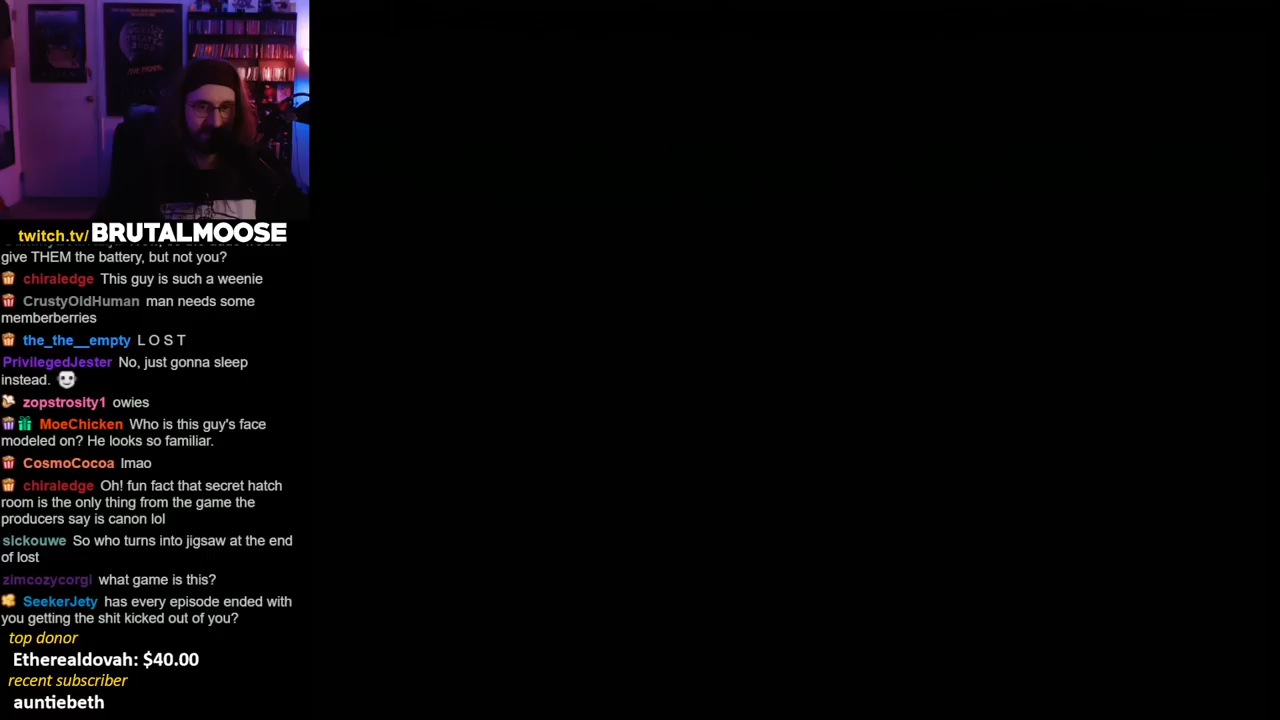 twitch.tv/BRUTALMOOSE
give THEM the battery, but not you?
chiraledge This guy is such a weenie
CrustyOldHuman man needs some
memberberries
the_the__empty L O S T
PrivilegedJester No, just gonna sleep
instead.
zopstrosity1 owies
MoeChicken Who is this guy's face
modeled on? He looks so familiar.
CosmoCocoa lmao
chiraledge Oh! fun fact that secret hatch
room is the only thing from the game the
producers say is canon lol
sickouwe So who turns into jigsaw at the end
of lost
zimcozycorgi what game is this?
SeekerJety has every episode ended with
you getting the shit kicked out of you?
top donor
Etherealdovah: $40.00
recent subscriber
auntiebeth